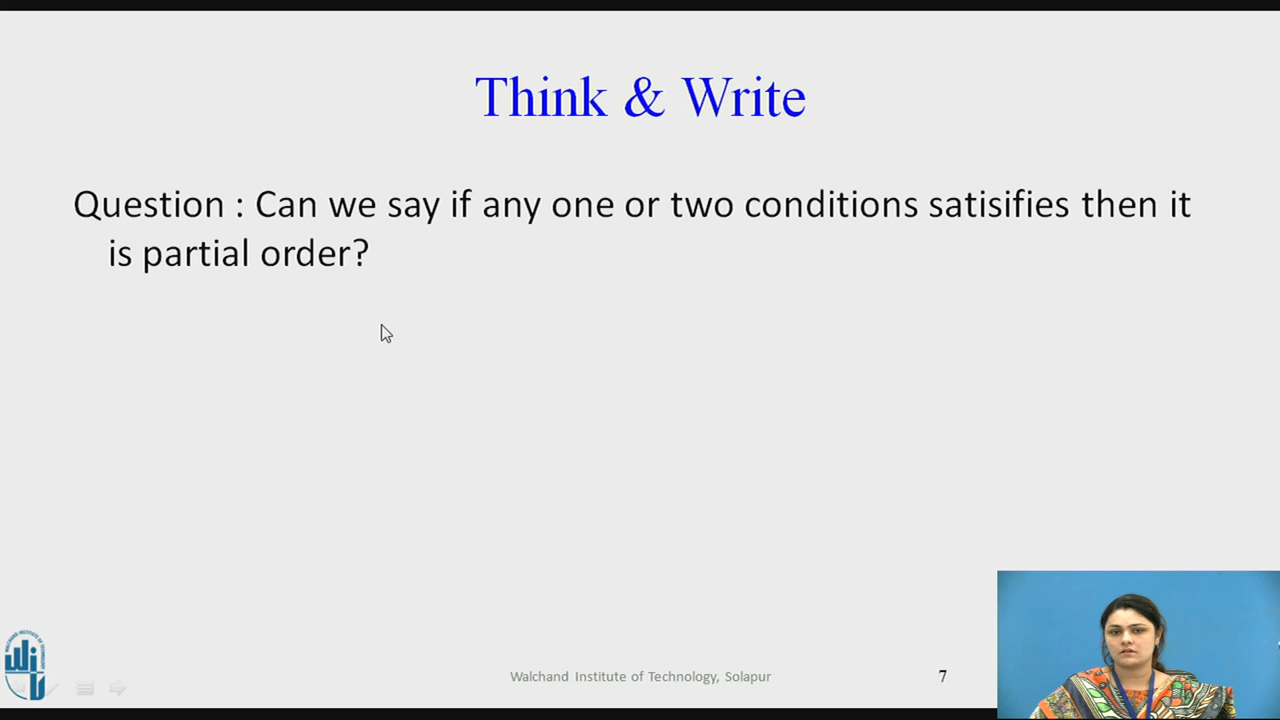 Think & Write
Question : Can we say if any one or two conditions satisifies then it
is partial order?
Walchand Institute of Technology, Solapur
7